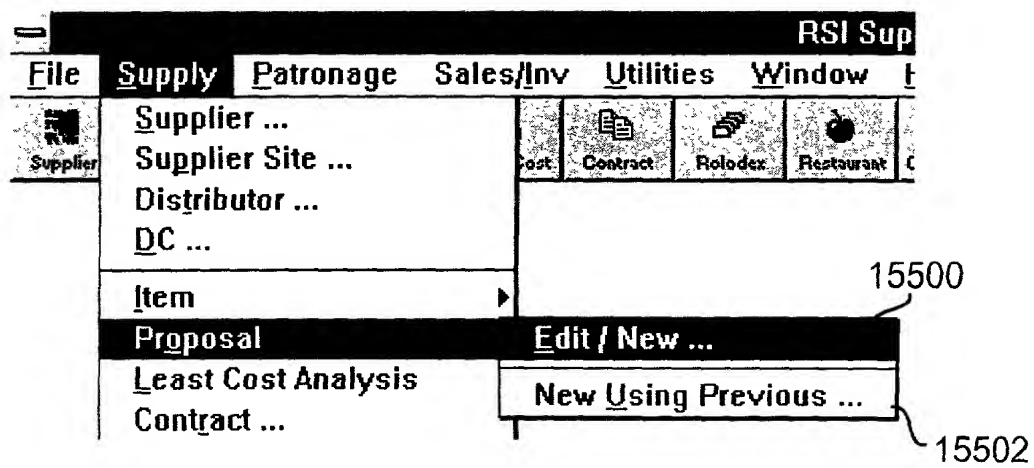 RSI Sup
File Supply Patronage Sales/Inv Utilities Window
Supplier Cost Contract Rolodex Restaurant
Supplier ...
Supplier Site ...
Distributor ...
DC ...
Item
Proposal
Least Cost Analysis
Contract ...
15500
Edit / New ...
New Using Previous ...
15502